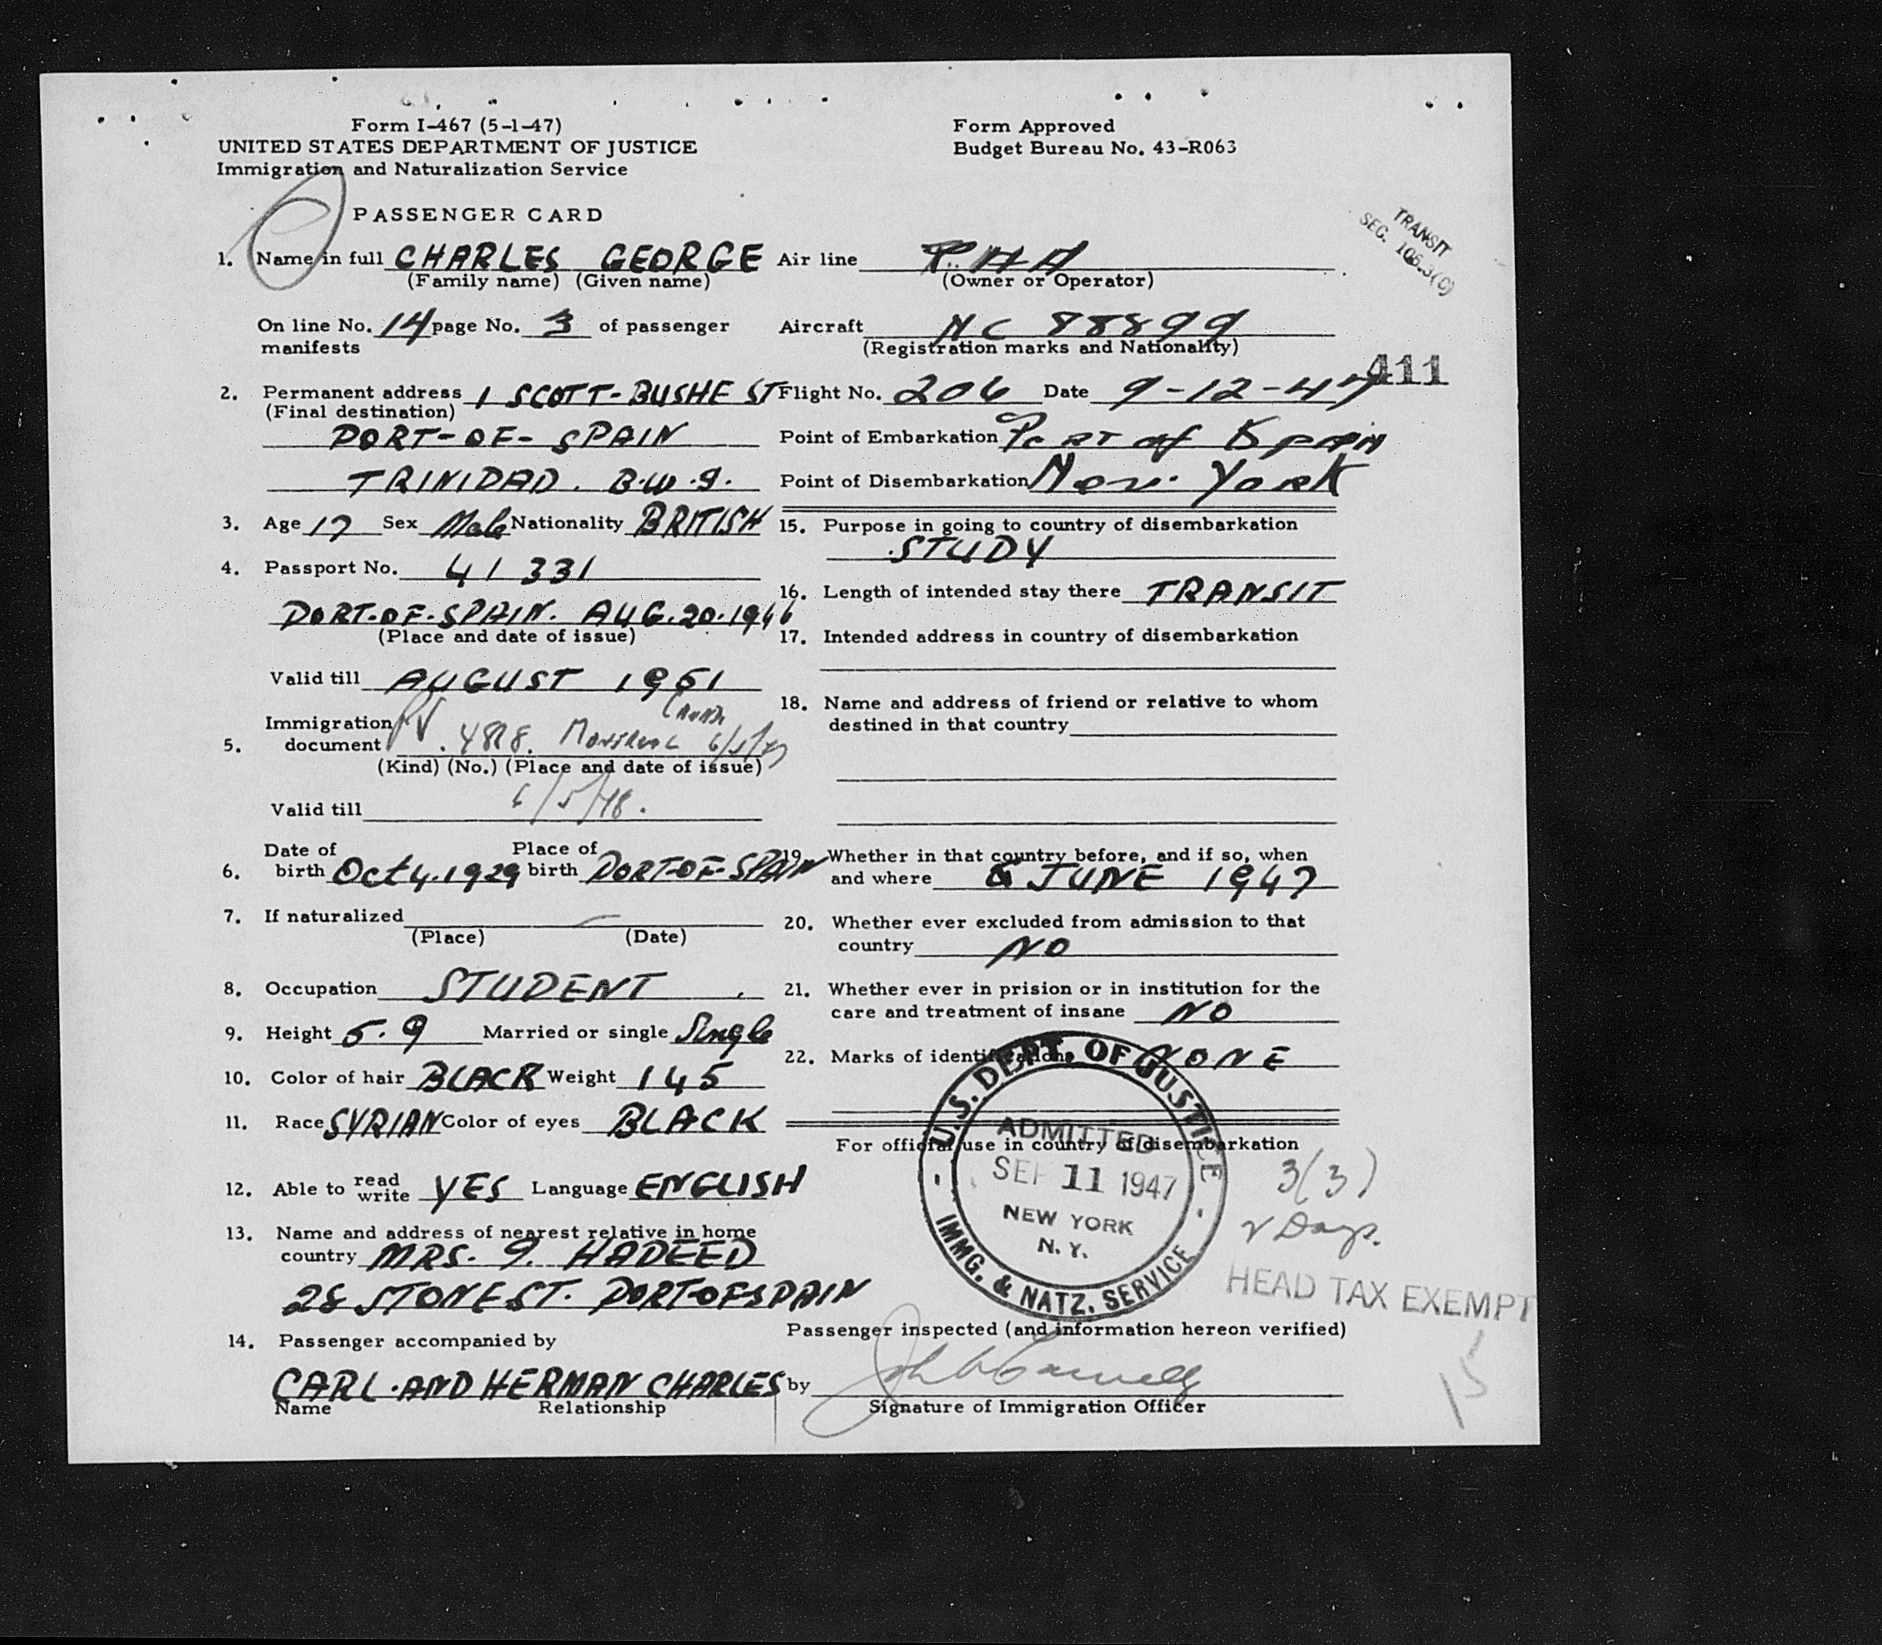 Form I-467 (5-1-47)
UNITED STATES DEPARTMENT OF JUSTICE
Immigration and Naturalization Service
Form Approved
Budget Bureau No. 43-R063
PASSENGER CARD
TRANSIT
SEC. 106.3(C)
1. Name in full CHARLES GEORGE
(Family name) (Given name)
On line No. 14 page No. 3 of passenger
manifests
2. Permanent address 1 SCOTT-BUSHE ST
(Final destination)
PORT-OF-SPAIN
TRINIDAD. B.W.I.
3. Age 17 Sex Male Nationality BRITISH
4. Passport No. 41331
PORT-OF-SPAIN. AUG.20.1946
(Place and date of issue)
Valid till AUGUST 1951
Immigration
5. document 4818. Montreal
(Kind) (No.) (Place and date of issue)
Valid till 6/5/48.
Date of Place of
6. birth Oct 4.1929 birth PORT-OF-SPAIN
7. If naturalized
(Place) (Date)
8. Occupation STUDENT
9. Height 5.9 Married or single Single
10. Color of hair BLACK Weight 145
11. Race SYRIAN Color of eyes BLACK
12. Able to read write YES Language ENGLISH
13. Name and address of nearest relative in home
country MRS. I. HADEED
28 STONE ST. PORT-OF-SPAIN
14. Passenger accompanied by
CARL. AND HERMAN CHARLES
Name Relationship
Air line P.A.A
(Owner or Operator)
Aircraft NC 88899
(Registration marks and Nationality)
411
Flight No. 206 Date 9-12-47
Point of Embarkation Port of Spain
Point of Disembarkation New York
15. Purpose in going to country of disembarkation
STUDY
16. Length of intended stay there TRANSIT
17. Intended address in country of disembarkation
18. Name and address of friend or relative to whom
destined in that country
19. Whether in that country before, and if so, when
and where JUNE 1947
20. Whether ever excluded from admission to that
country NO
21. Whether ever in prision or in institution for the
care and treatment of insane NO
22. Marks of identification NONE
For official use in country of disembarkation
U.S. DEPT. OF JUSTICE
ADMITTED
SEP 11 1947
NEW YORK
N.Y.
IMMG. & NATZ. SERVICE
3(3)
2 Days.
HEAD TAX EXEMPT
Passenger inspected (and information hereon verified)
by
Signature of Immigration Officer
15